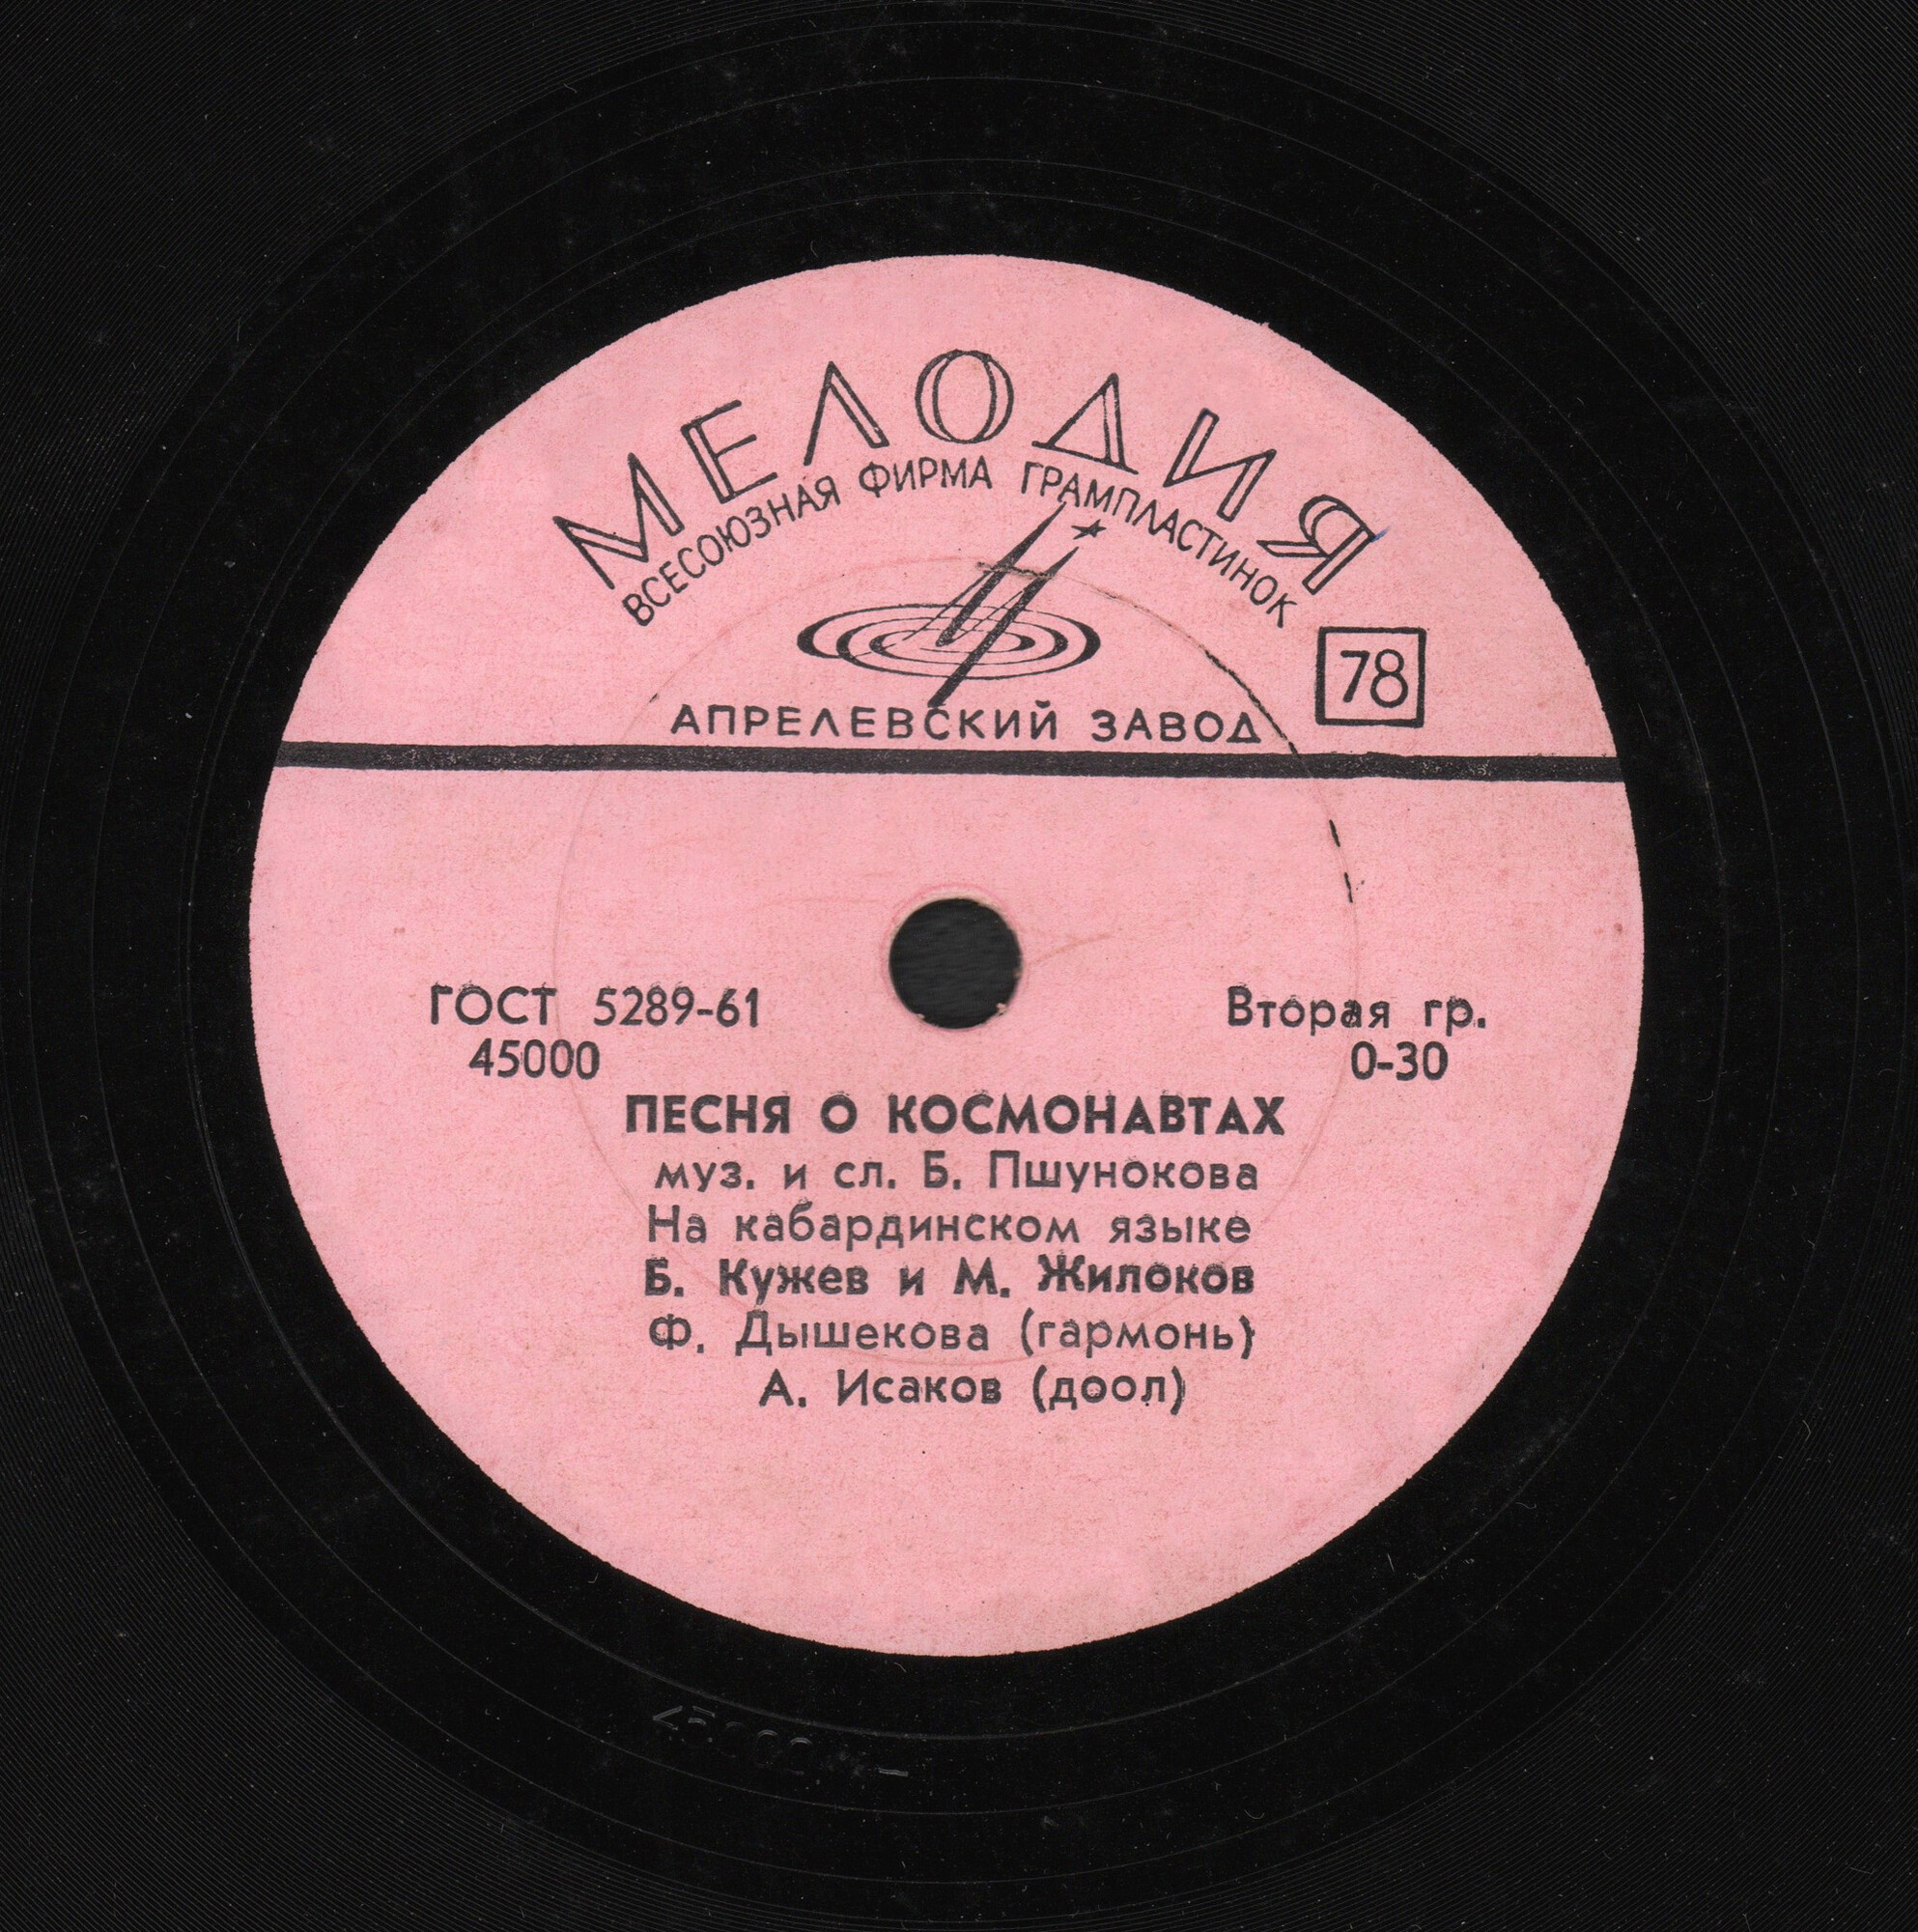 МЕЛОДИЯ
ВСЕСОЮЗНАЯ ФИРМА ГРАМПЛАСТИНОК
78
АПРЕЛЕВСКИЙ ЗАВОД
ГОСТ 5289-61 Вторая гр.
45000 0-30
ПЕСНЯ О КОСМОНАВТАХ
муз. и сл. Б. Пшунокова
На кабардинском языке
Б. Кужев и М. Жилоков
Ф. Дышекова (гармонь)
А. Исаков (доол)